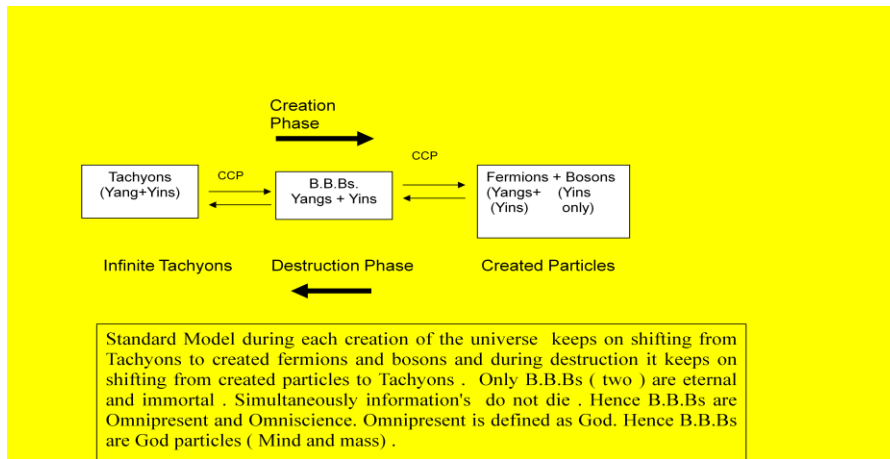 Creation
Phase
CCP
Tachyons
(Yang+Yins)
CCP
B.B.Bs.
Yangs + Yins
Fermions + Bosons
(Yangs+ (Yins
(Yins) only)
Infinite Tachyons
Destruction Phase
Created Particles
Standard Model during each creation of the universe keeps on shifting from
Tachyons to created fermions and bosons and during destruction it keeps on
shifting from created particles to Tachyons . Only B.B.Bs ( two ) are eternal
and immortal . Simultaneously information's do not die . Hence B.B.Bs are
Omnipresent and Omniscience. Omnipresent is defined as God. Hence B.B.Bs
are God particles ( Mind and mass) .